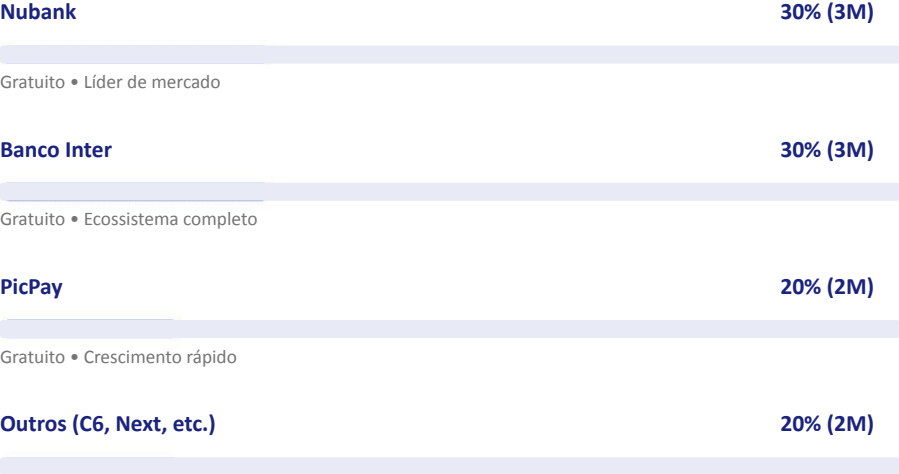 Nubank 30% (3M)
Gratuito • Líder de mercado
Banco Inter 30% (3M)
Gratuito • Ecossistema completo
PicPay 20% (2M)
Gratuito • Crescimento rápido
Outros (C6, Next, etc.) 20% (2M)